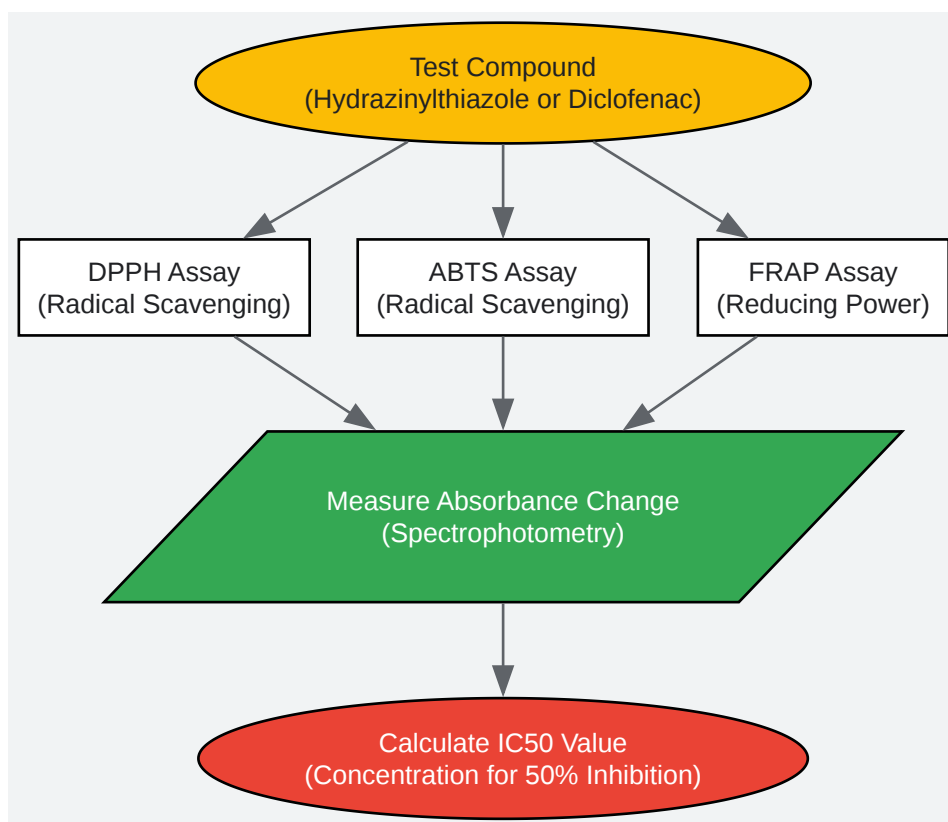 Test Compound
(Hydrazinylthiazole or Diclofenac)
DPPH Assay
(Radical Scavenging)
ABTS Assay
(Radical Scavenging)
FRAP Assay
(Reducing Power)
Measure Absorbance Change
(Spectrophotometry)
Calculate IC50 Value
(Concentration for 50% Inhibition)